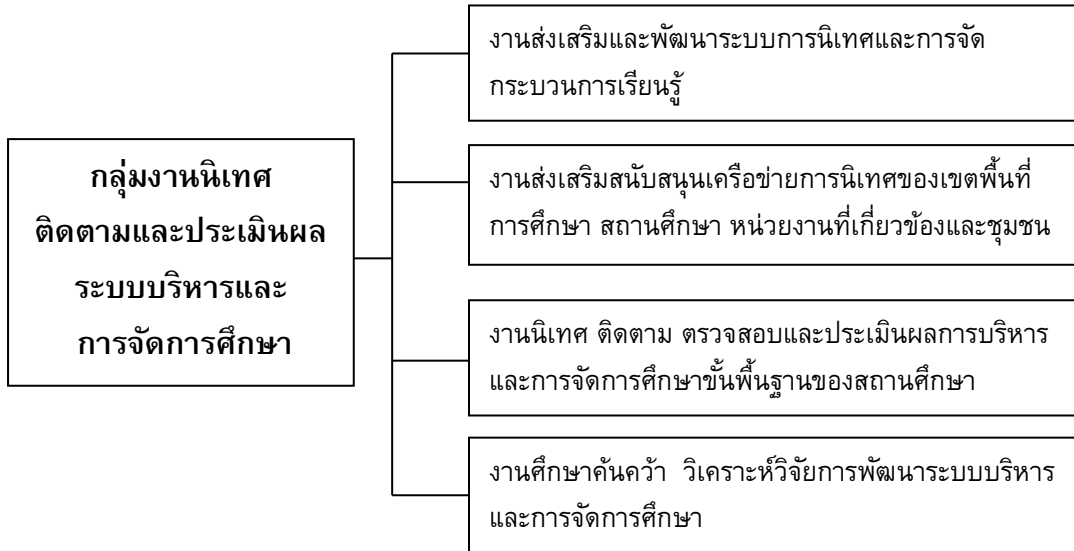 กลุ่มงานนิเทศ
ติดตามและประเมินผล
ระบบบริหารและ
การจัดการศึกษา
งานส่งเสริมและพัฒนาระบบการนิเทศและการจัด
กระบวนการเรียนรู้
งานส่งเสริมสนับสนุนเครือข่ายการนิเทศของเขตพื้นที่
การศึกษา สถานศึกษา หน่วยงานที่เกี่ยวข้องและชุมชน
งานนิเทศ ติดตาม ตรวจสอบและประเมินผลการบริหาร
และการจัดการศึกษาขั้นพื้นฐานของสถานศึกษา
งานศึกษาค้นคว้า วิเคราะห์วิจัยการพัฒนาระบบบริหาร
และการจัดการศึกษา